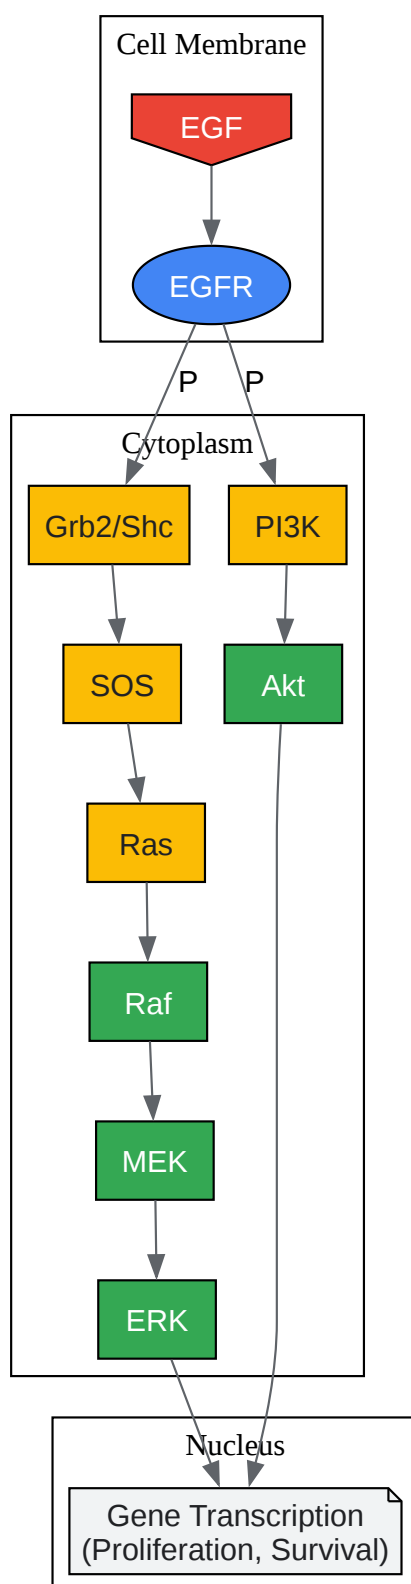 Cell Membrane
EGF
EGFR
P P
Cytoplasm
Grb2/Shc PI3K
SOS Akt
Ras
Raf
MEK
ERK
Nucleus
Gene Transcription
(Proliferation, Survival)